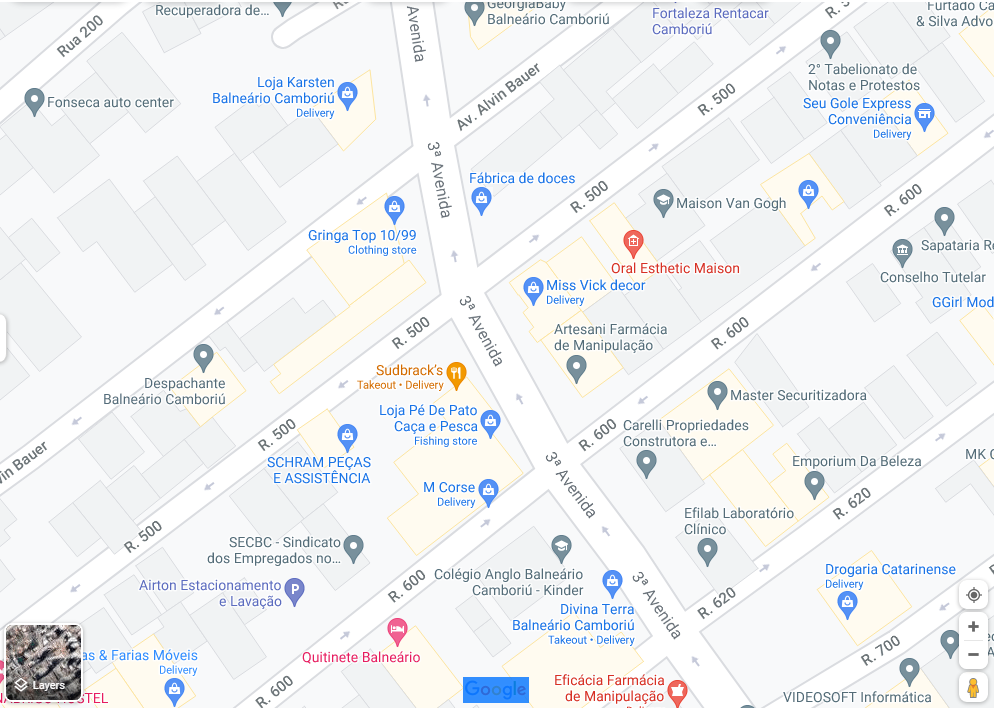 Recuperadora de...
GeorgiaBaby
Balneário Camboriú
Fortaleza Rentacar
Camboriú
Furtado Ca
& Silva Advo
Rua 200
Avenida
2° Tabelionato de
Notas e Protestos
Loja Karsten
Balneário Camboriú
Delivery
Fonseca auto center
Av. Alvin Bauer
R. 500
Seu Gole Express
Conveniência
Delivery
3ª Avenida
Fábrica de doces
R. 500
Maison Van Gogh
R. 600
Gringa Top 10/99
Clothing store
Sapataria Ro
Oral Esthetic Maison
Conselho Tutelar
Miss Vick decor
Delivery
GGirl Mod
R. 500
3ª Avenida
Artesani Farmácia
de Manipulação
R. 600
Sudbrack's
Takeout • Delivery
Despachante
Balneário Camboriú
Master Securitizadora
Loja Pé De Pato
Caça e Pesca
Fishing store
R. 500
R. 600
Carelli Propriedades
Construtora e...
vin Bauer
SCHRAM PEÇAS
E ASSISTÊNCIA
Emporium Da Beleza
MK C
M Corse
Delivery
3ª Avenida
R. 620
R. 500
Efilab Laboratório
Clínico
SECBC - Sindicato
dos Empregados no...
Colégio Anglo Balneário
Camboriú - Kinder
Drogaria Catarinense
Delivery
Airton Estacionamento
e Lavação
P
R. 600
Divina Terra
Balneário Camboriú
Takeout • Delivery
3ª Avenida
R. 620
R. 700
as & Farias Móveis
Delivery
Quitinete Balneário
Layers
R. 600
Google
Eficácia Farmácia
de Manipulação
VIDEOSOFT Informática